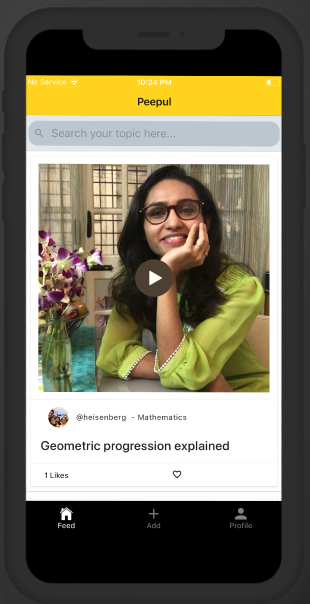 No Service 10:24 PM
Peepul
Search your topic here...
@heisenberg - Mathematics
Geometric progression explained
1 Likes
Feed Add Profile